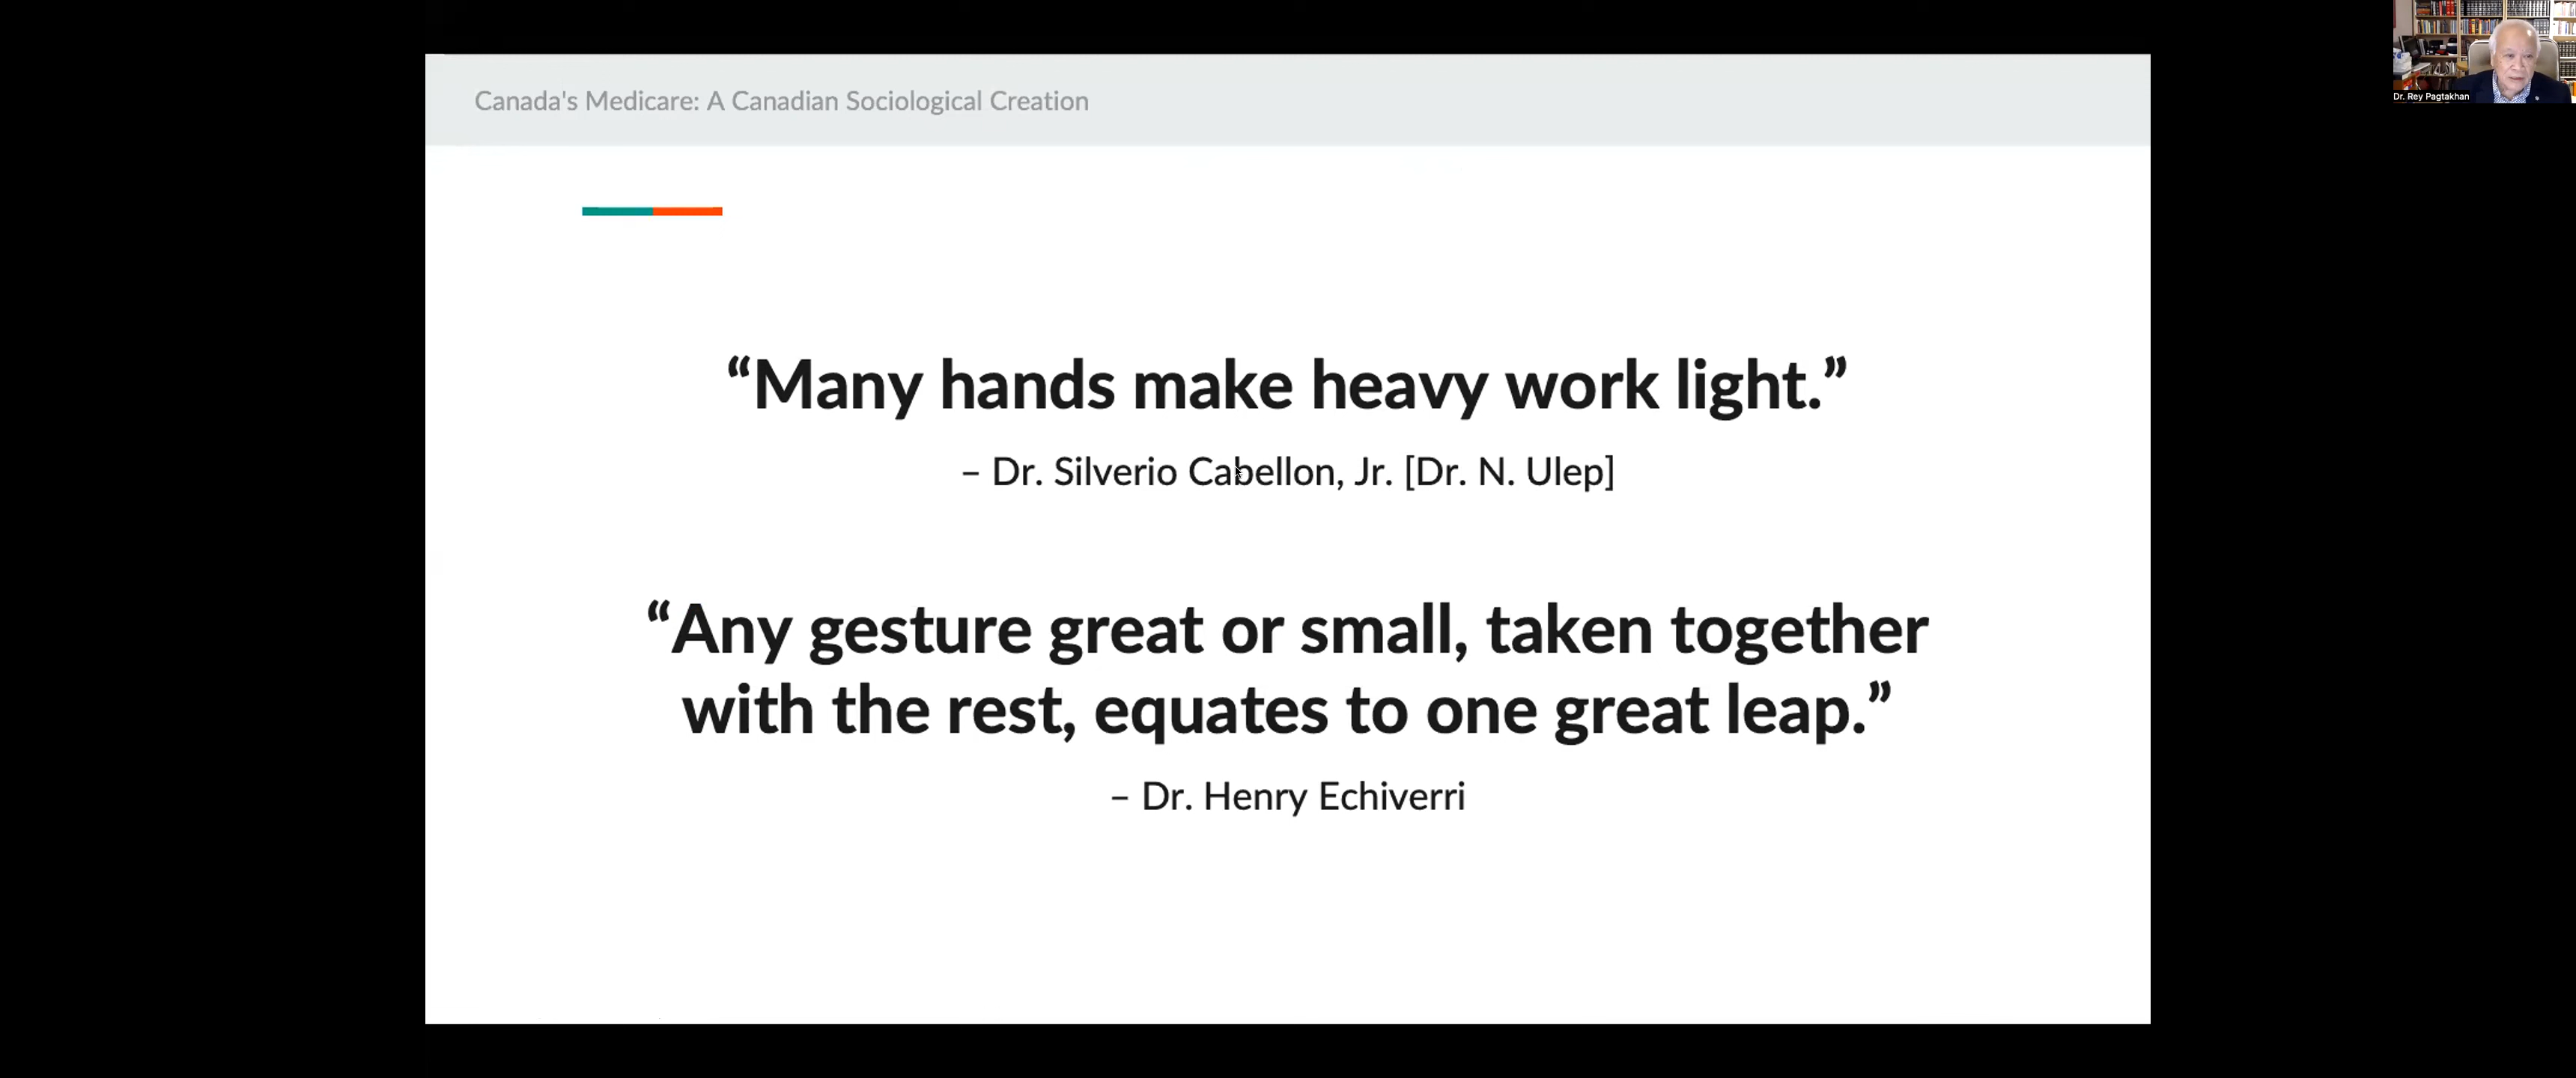 Canada's Medicare: A Canadian Sociological Creation
Dr. Rey Pagtakhan
“Many hands make heavy work light.”
– Dr. Silverio Cabellon, Jr. [Dr. N. Ulep]
“Any gesture great or small, taken together
with the rest, equates to one great leap.”
– Dr. Henry Echiverri